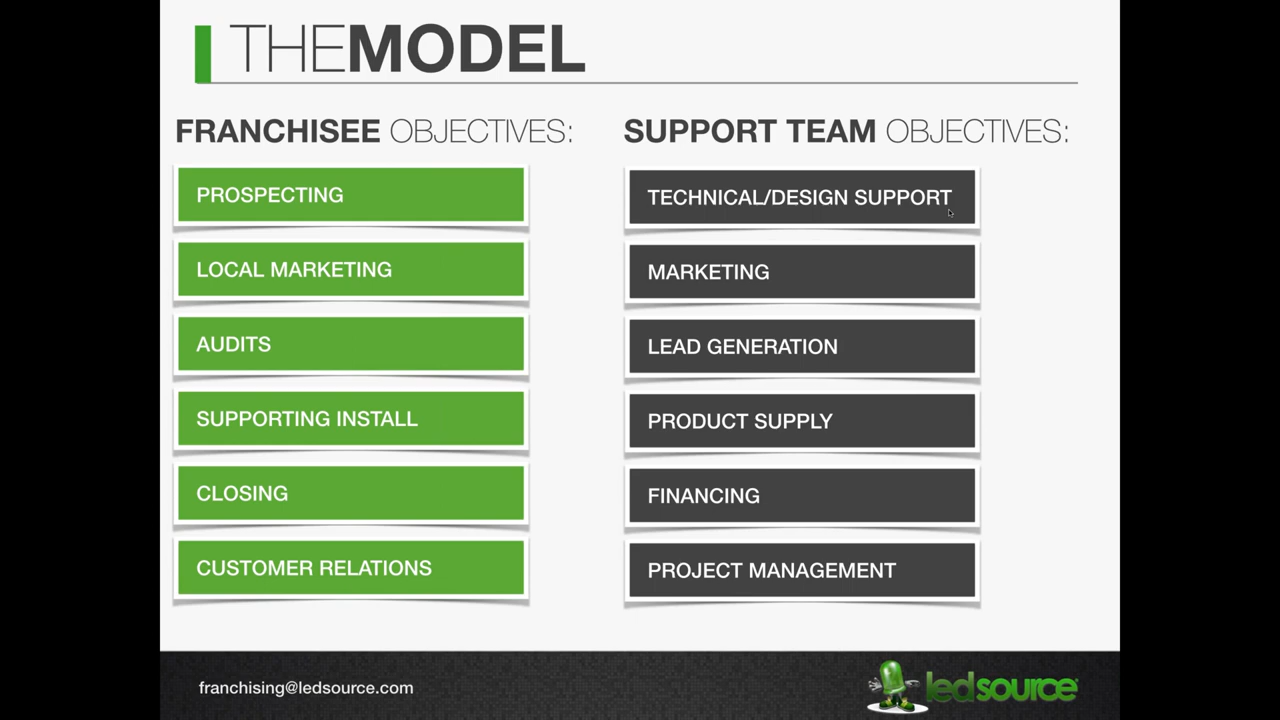 THEMODEL
FRANCHISEE OBJECTIVES:
PROSPECTING
LOCAL MARKETING
AUDITS
SUPPORTING INSTALL
CLOSING
CUSTOMER RELATIONS
SUPPORT TEAM OBJECTIVES:
TECHNICAL/DESIGN SUPPORT
MARKETING
LEAD GENERATION
PRODUCT SUPPLY
FINANCING
PROJECT MANAGEMENT
franchising@ledsource.com
ledsource